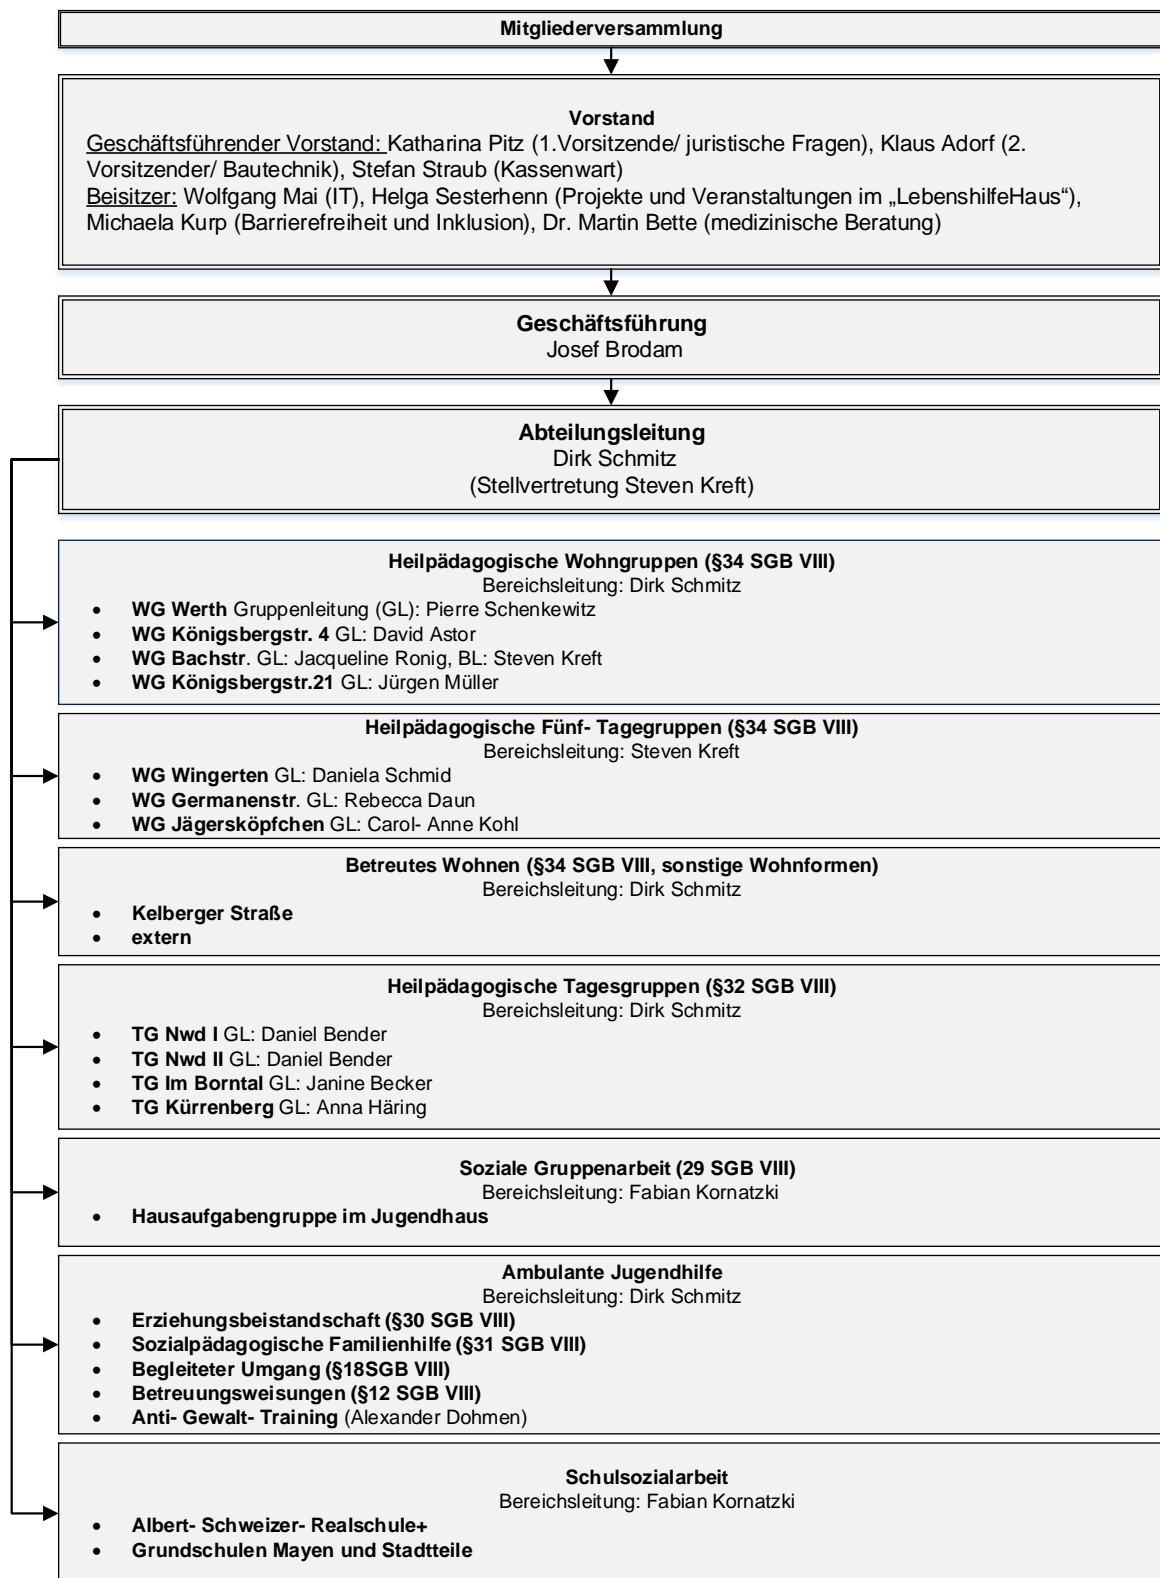 Mitgliederversammlung
Vorstand
Geschäftsführender Vorstand: Katharina Pitz (1.Vorsitzende/ juristische Fragen), Klaus Adorf (2.
Vorsitzender/ Bautechnik), Stefan Straub (Kassenwart)
Beisitzer: Wolfgang Mai (IT), Helga Sesterhenn (Projekte und Veranstaltungen im „LebenshilfeHaus“),
Michaela Kurp (Barrierefreiheit und Inklusion), Dr. Martin Bette (medizinische Beratung)
Geschäftsführung
Josef Brodam
Abteilungsleitung
Dirk Schmitz
(Stellvertretung Steven Kreft)
Heilpädagogische Wohngruppen (§34 SGB VIII)
Bereichsleitung: Dirk Schmitz
• WG Werth Gruppenleitung (GL): Pierre Schenkewitz
• WG Königsbergstr. 4 GL: David Astor
• WG Bachstr. GL: Jacqueline Ronig, BL: Steven Kreft
• WG Königsbergstr.21 GL: Jürgen Müller
Heilpädagogische Fünf- Tagegruppen (§34 SGB VIII)
Bereichsleitung: Steven Kreft
• WG Wingerten GL: Daniela Schmid
• WG Germanenstr. GL: Rebecca Daun
• WG Jägersköpfchen GL: Carol- Anne Kohl
Betreutes Wohnen (§34 SGB VIII, sonstige Wohnformen)
Bereichsleitung: Dirk Schmitz
• Kelberger Straße
• extern
Heilpädagogische Tagesgruppen (§32 SGB VIII)
Bereichsleitung: Dirk Schmitz
• TG Nwd I GL: Daniel Bender
• TG Nwd II GL: Daniel Bender
• TG Im Borntal GL: Janine Becker
• TG Kürrenberg GL: Anna Häring
Soziale Gruppenarbeit (29 SGB VIII)
Bereichsleitung: Fabian Kornatzki
• Hausaufgabengruppe im Jugendhaus
Ambulante Jugendhilfe
Bereichsleitung: Dirk Schmitz
• Erziehungsbeistandschaft (§30 SGB VIII)
• Sozialpädagogische Familienhilfe (§31 SGB VIII)
• Begleiteter Umgang (§18SGB VIII)
• Betreuungsweisungen (§12 SGB VIII)
• Anti- Gewalt- Training (Alexander Dohmen)
Schulsozialarbeit
Bereichsleitung: Fabian Kornatzki
• Albert- Schweizer- Realschule+
• Grundschulen Mayen und Stadtteile